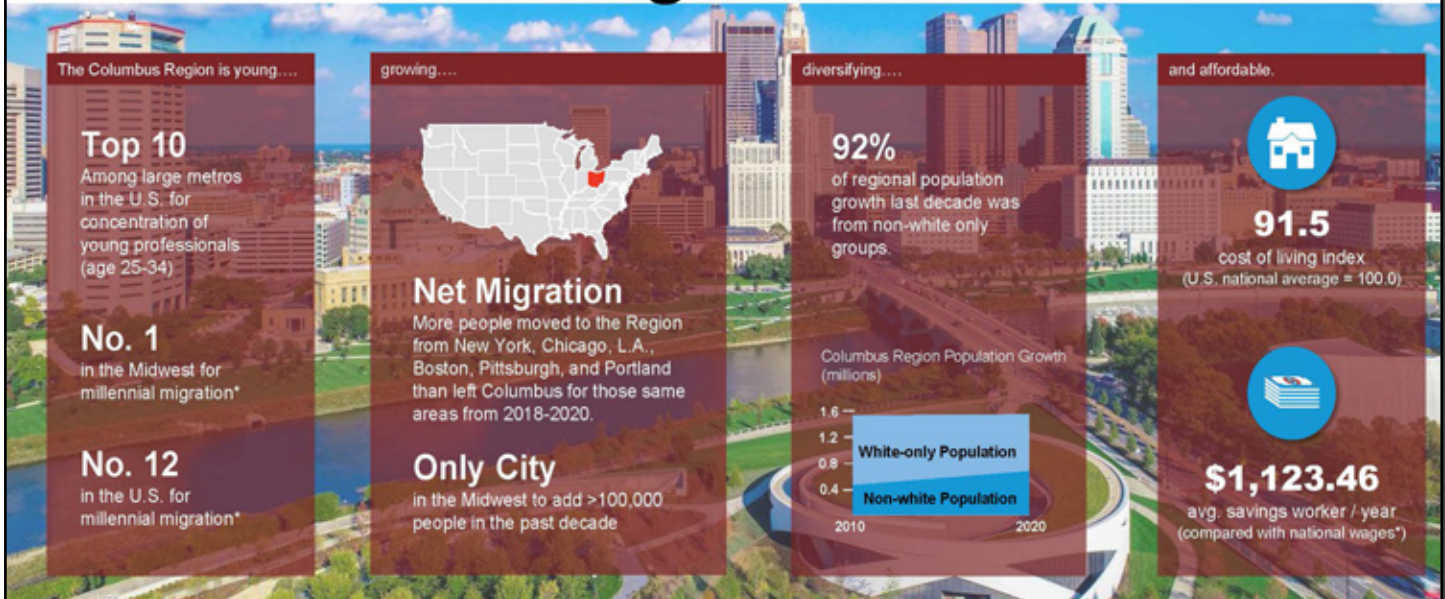 The Columbus Region is young....
Top 10
Among large metros
in the U.S. for
concentration of
young professionals
(age 25-34)
No. 1
in the Midwest for
millennial migration*
No. 12
in the U.S. for
millennial migration*
growing....
Net Migration
More people moved to the Region
from New York, Chicago, L.A.,
Boston, Pittsburgh, and Portland
than left Columbus for those same
areas from 2018-2020.
Only City
in the Midwest to add >100,000
people in the past decade
diversifying....
92%
of regional population
growth last decade was
from non-white only
groups.
Columbus Region Population Growth
(millions)
1.6
1.2
0.8
0.4
White-only Population
Non-white Population
2010 2020
and affordable.
91.5
cost of living index
(U.S. national average = 100.0)
$1,123.46
avg. savings worker / year
(compared with national wages*)